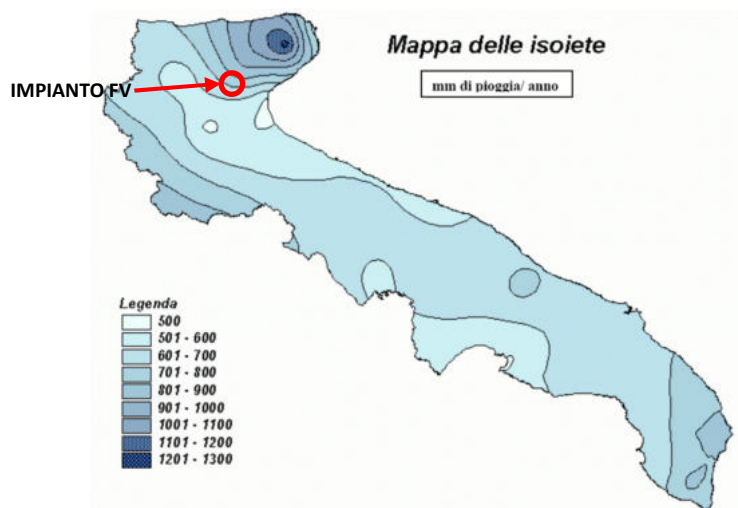 Mappa delle isoiete
mm di pioggia/ anno
IMPIANTO FV
Legenda
500
501 - 600
601 - 700
701 - 800
801 - 900
901 - 1000
1001 - 1100
1101 - 1200
1201 - 1300